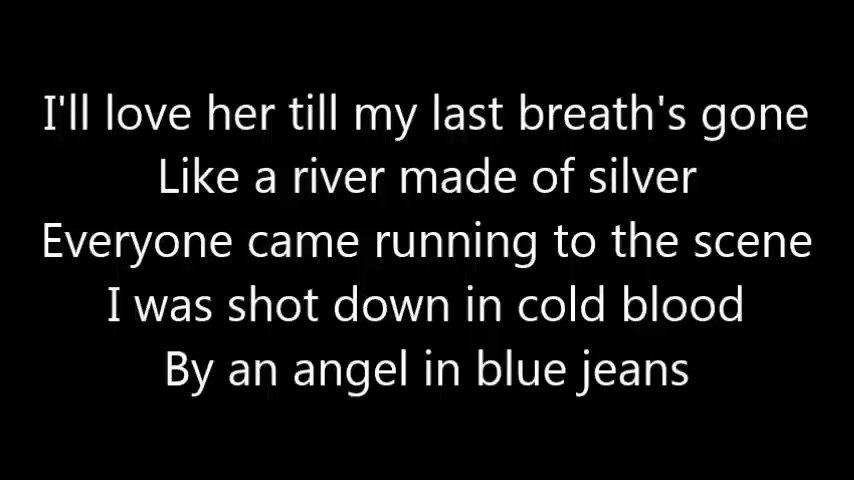 I'll love her till my last breath's gone
Like a river made of silver
Everyone came running to the scene
I was shot down in cold blood
By an angel in blue jeans